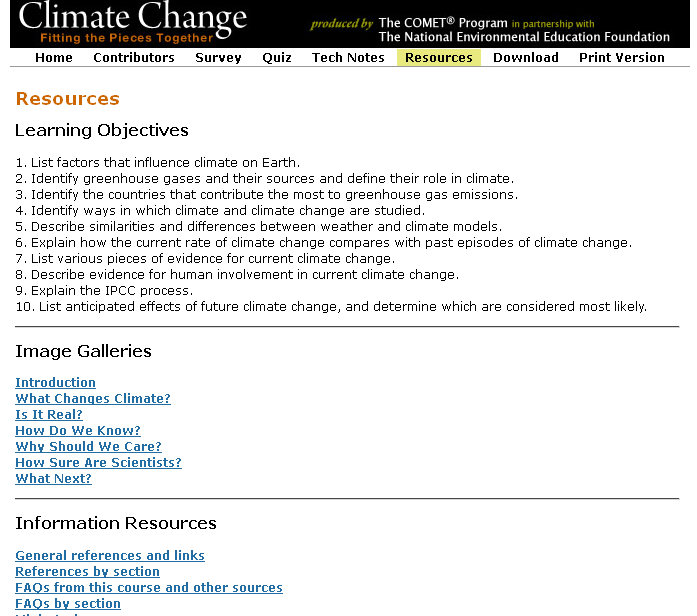 Climate Change
Fitting the Pieces Together
produced by The COMET® Program in partnership with
The National Environmental Education Foundation
Home Contributors Survey Quiz Tech Notes Resources Download Print Version
Resources
Learning Objectives
1. List factors that influence climate on Earth.
2. Identify greenhouse gases and their sources and define their role in climate.
3. Identify the countries that contribute the most to greenhouse gas emissions.
4. Identify ways in which climate and climate change are studied.
5. Describe similarities and differences between weather and climate models.
6. Explain how the current rate of climate change compares with past episodes of climate change.
7. List various pieces of evidence for current climate change.
8. Describe evidence for human involvement in current climate change.
9. Explain the IPCC process.
10. List anticipated effects of future climate change, and determine which are considered most likely.
Image Galleries
Introduction
What Changes Climate?
Is It Real?
How Do We Know?
Why Should We Care?
How Sure Are Scientists?
What Next?
Information Resources
General references and links
References by section
FAQs from this course and other sources
FAQs by section